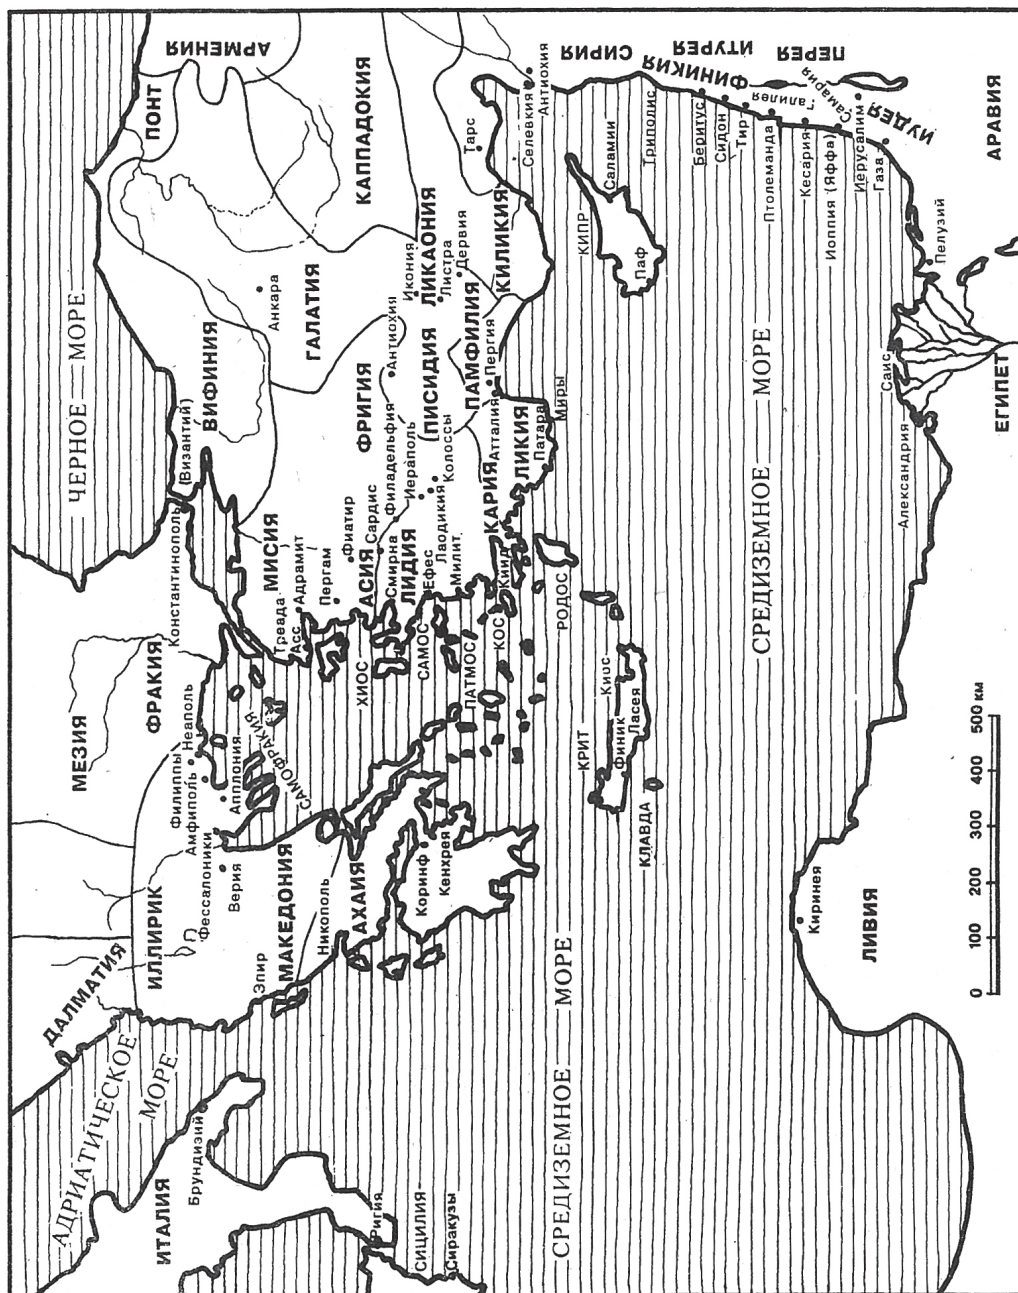 ЧЕРНОЕ МОРЕ
АДРИАТИЧЕСКОЕ
МОРЕ
СРЕДИЗЕМНОЕ МОРЕ
СРЕДИЗЕМНОЕ МОРЕ
ИТАЛИЯ
Брундизий
Ригия
СИЦИЛИЯ
Сиракузы
ДАЛМАТИЯ
ИЛЛИРИК
МЕЗИЯ
ФРАКИЯ
Филиппы
Неаполь
Амфиполь
Апплония
Фессалоники
Верия
САМОФРАКИЯ
МАКЕДОНИЯ
Эпир
Никополь
АХАИЯ
Коринф
Кенхрея
Константинополь
(Византий)
ВИФИНИЯ
ПОНТ
АРМЕНИЯ
Анкара
ГАЛАТИЯ
КАППАДОКИЯ
МИСИЯ
Треада
Асс
Адрамит
Пергам
Фиатир
АСИЯ
Сардис
Смирна
Филадельфия
ЛИДИЯ
Иераполь
Ефес
Лаодикия
Колоссы
Милит
ФРИГИЯ
Антиохия
(ПИСИДИЯ
Икония
ЛИКАОНИЯ
Листра
Дервия
ПАМФИЛИЯ
Пергия
Атталия
КИЛИКИЯ
Тарс
КАРИЯ
Книд
ЛИКИЯ
Патара
Миры
ХИОС
САМОС
ПАТМОС
КОС
РОДОС
КРИТ
Финик
Киос
Ласея
КЛАВДА
КИПР
Саламин
Паф
Селевкия
Антиохия
СИРИЯ
Триполис
ФИНИКИЯ
ИТУРЕЯ
Беритус
Сидон
Тир
Птолемаида
Галилея
ПЕРЕЯ
Кесария
Самария
Иоппия (Яффа)
Иерусалим
ИУДЕЯ
Газа
АРАВИЯ
Пелузий
Саис
Александрия
ЕГИПЕТ
Киринея
ЛИВИЯ
0 100 200 300 400 500 км